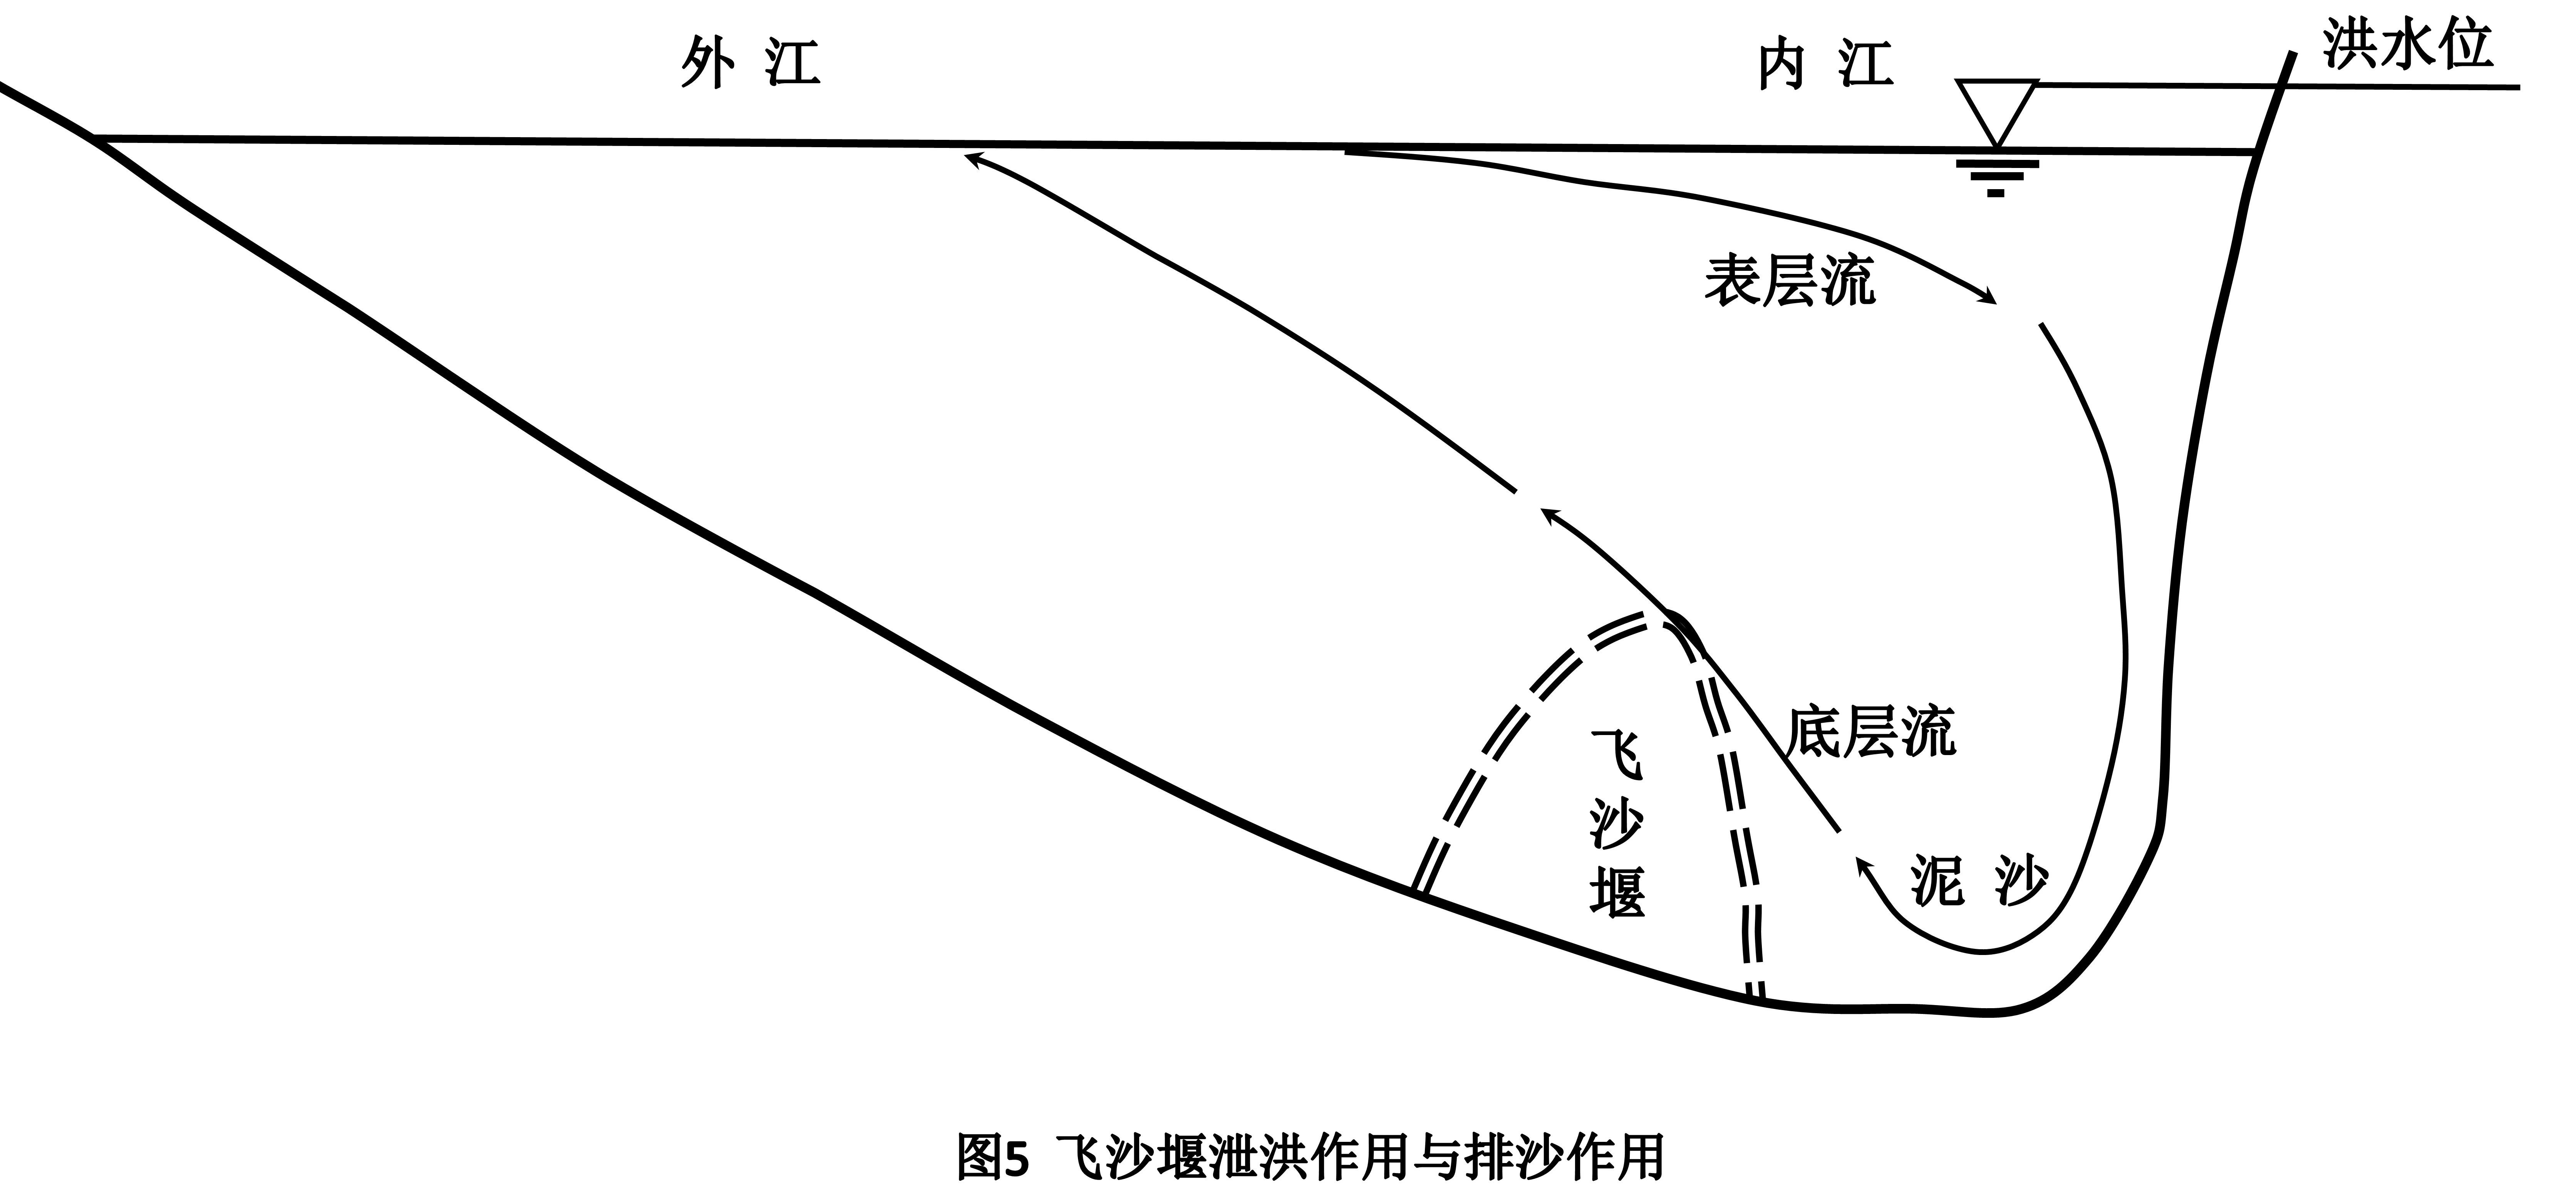 外 江
内 江
洪水位
表层流
飞沙堰
底层流
泥 沙
图5 飞沙堰泄洪作用与排沙作用